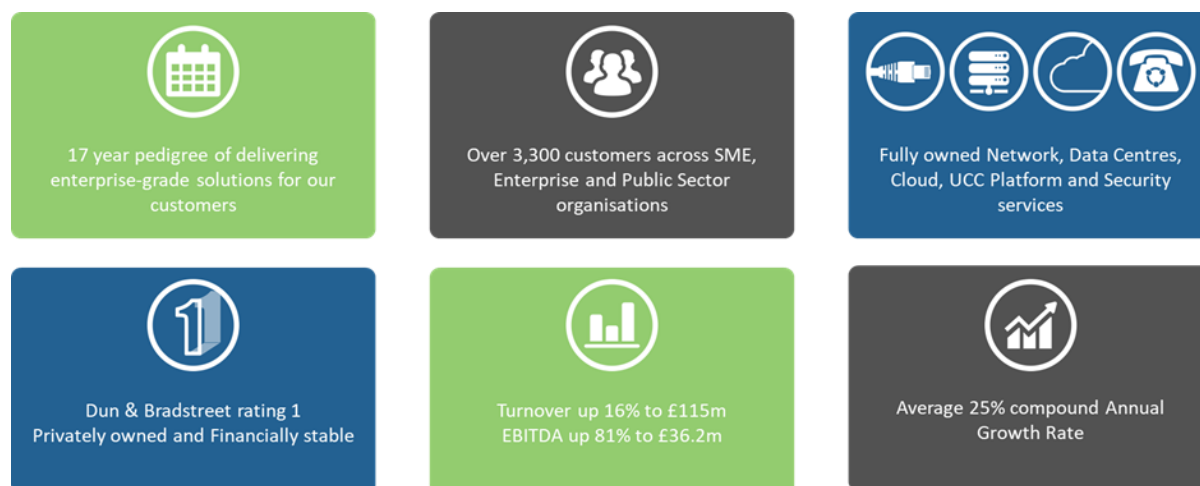 17 year pedigree of delivering
enterprise-grade solutions for our
customers
Over 3,300 customers across SME,
Enterprise and Public Sector
organisations
Fully owned Network, Data Centres,
Cloud, UCC Platform and Security
services
1
Dun & Bradstreet rating 1
Privately owned and Financially stable
Turnover up 16% to £115m
EBITDA up 81% to £36.2m
Average 25% compound Annual
Growth Rate